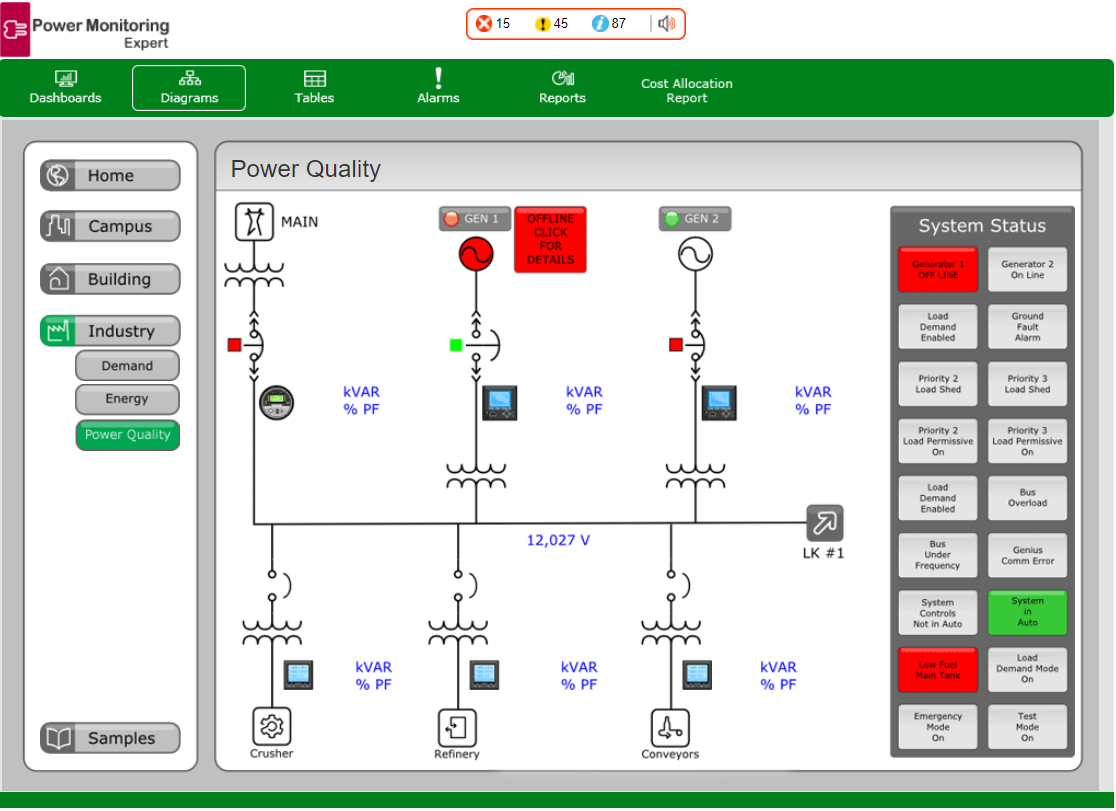 Power Monitoring
Expert
15
45
87
Dashboards
Diagrams
Tables
Alarms
Reports
Cost Allocation
Report
Home
Campus
Building
Industry
Demand
Energy
Power Quality
Samples
Power Quality
MAIN
GEN 1
OFFLINE
CLICK
FOR
DETAILS
GEN 2
kVAR
% PF
kVAR
% PF
kVAR
% PF
12,027 V
LK #1
kVAR
% PF
kVAR
% PF
kVAR
% PF
Crusher
Refinery
Conveyors
System Status
Generator 1
OFF LINE
Generator 2
On Line
Load
Demand
Enabled
Ground
Fault
Alarm
Priority 2
Load Shed
Priority 3
Load Shed
Priority 2
Load Permissive
On
Priority 3
Load Permissive
On
Load
Demand
Enabled
Bus
Overload
Bus
Under
Frequency
Genius
Comm Error
System
Controls
Not in Auto
System
in
Auto
Low Fuel
Main Tank
Load
Demand Mode
On
Emergency
Mode
On
Test
Mode
On